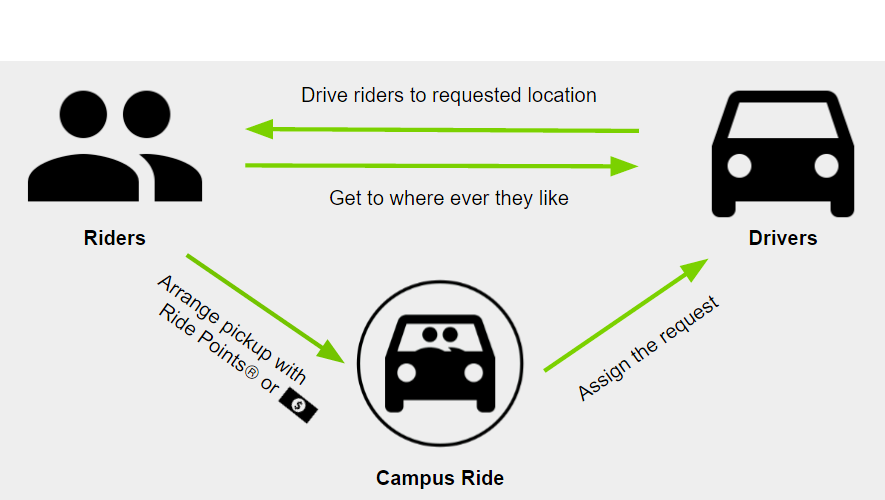 Drive riders to requested location
Get to where ever they like
Riders
Drivers
Arrange pickup with
Ride Points® or
$
Assign the request
Campus Ride